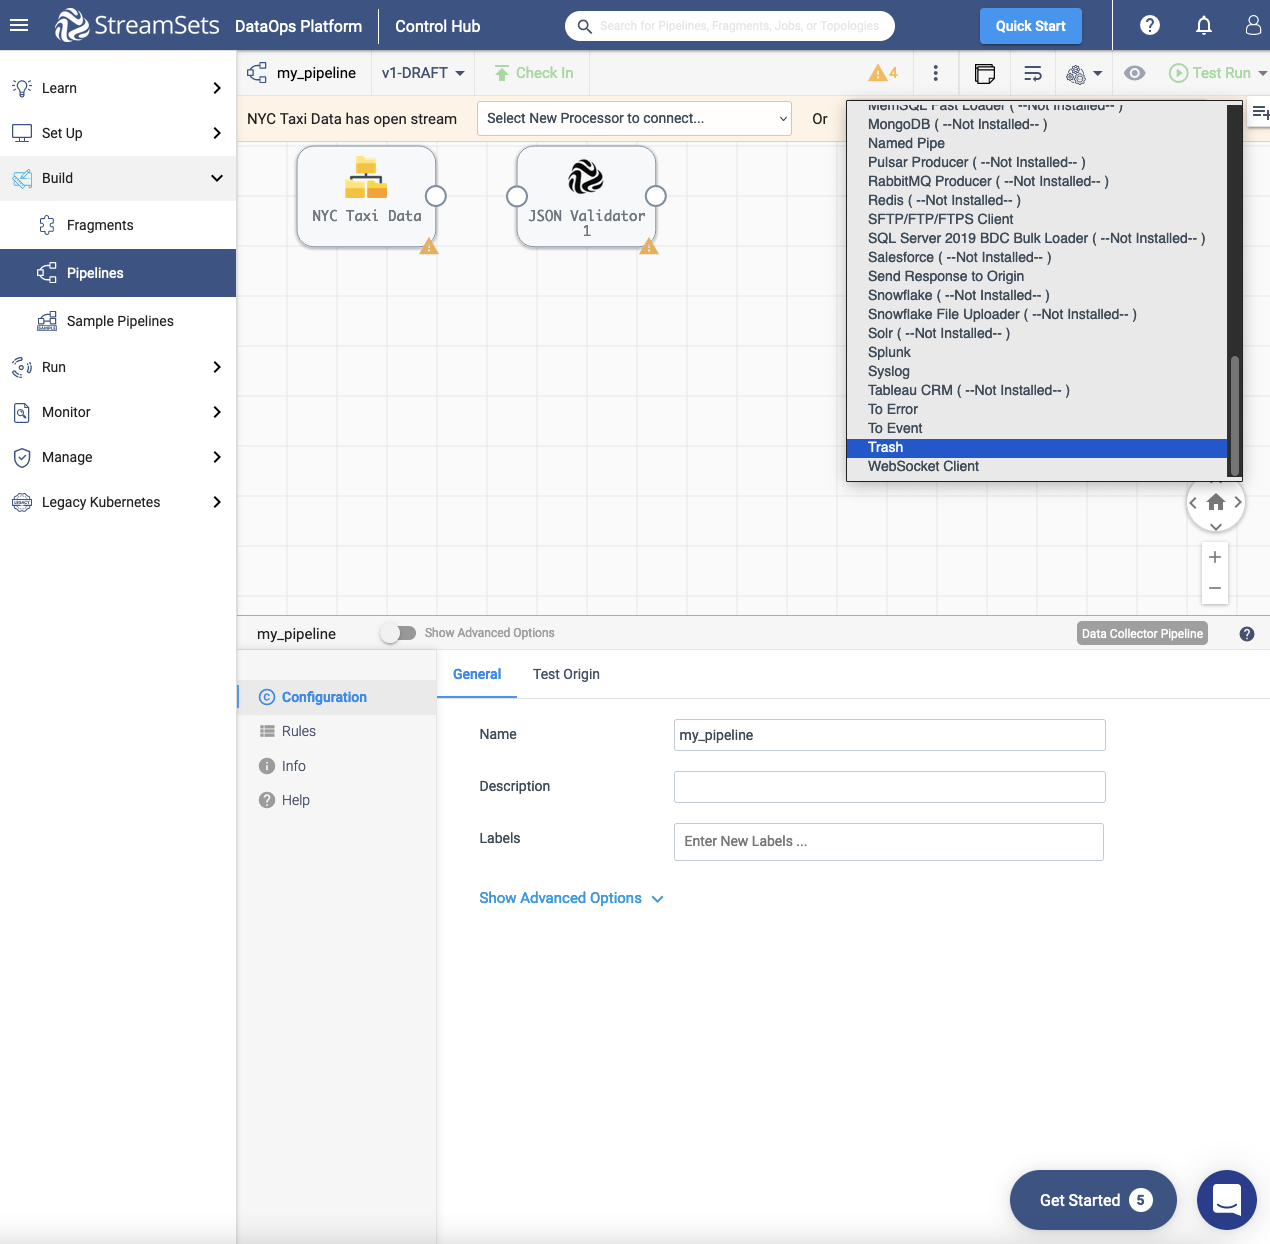 StreamSets DataOps Platform Control Hub
Search for Pipelines, Fragments, Jobs, or Topologies
Quick Start
Learn
Set Up
Build
Fragments
Pipelines
Sample Pipelines
Run
Monitor
Manage
Legacy Kubernetes
my_pipeline v1-DRAFT Check In 4 Test Run
NYC Taxi Data has open stream Select New Processor to connect... Or
MemSQL Fast Loader ( --Not Installed-- )
MongoDB ( --Not Installed-- )
Named Pipe
Pulsar Producer ( --Not Installed-- )
RabbitMQ Producer ( --Not Installed-- )
Redis ( --Not Installed-- )
SFTP/FTP/FTPS Client
SQL Server 2019 BDC Bulk Loader ( --Not Installed-- )
Salesforce ( --Not Installed-- )
Send Response to Origin
Snowflake ( --Not Installed-- )
Snowflake File Uploader ( --Not Installed-- )
Solr ( --Not Installed-- )
Splunk
Syslog
Tableau CRM ( --Not Installed-- )
To Error
To Event
Trash
WebSocket Client
NYC Taxi Data
JSON Validator
1
my_pipeline Show Advanced Options Data Collector Pipeline
Configuration
Rules
Info
Help
General Test Origin
Name my_pipeline
Description
Labels Enter New Labels ...
Show Advanced Options
Get Started 5